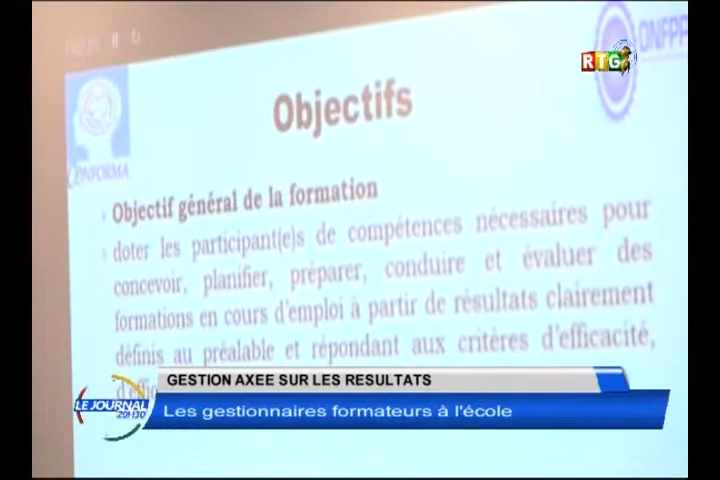 ONFPP
RTG
Objectifs
CONFORMA
Objectif général de la formation
doter les participant(e)s de compétences nécessaires pour
concevoir, planifier, préparer, conduire et évaluer des
formations en cours d'emploi à partir de résultats clairement
définis au préalable et répondant aux critères d'efficacité,
GESTION AXEE SUR LES RESULTATS
LE JOURNAL
20H30
Les gestionnaires formateurs à l'école